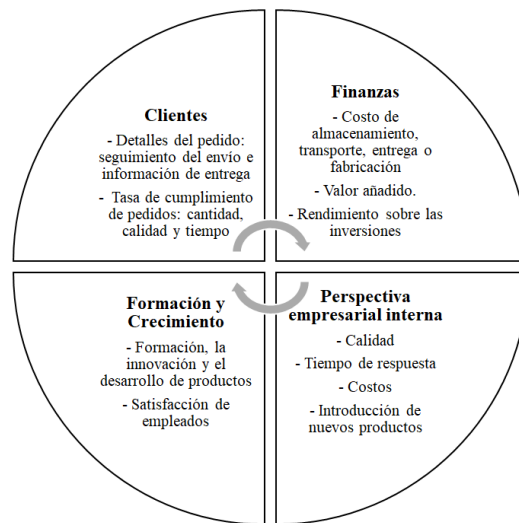 Clientes
- Detalles del pedido:
seguimiento del envío e
información de entrega
- Tasa de cumplimiento
de pedidos: cantidad,
calidad y tiempo
Finanzas
- Costo de
almacenamiento,
transporte, entrega o
fabricación
- Valor añadido.
- Rendimiento sobre las
inversiones
Formación y
Crecimiento
- Formación, la
innovación y el
desarrollo de productos
- Satisfacción de
empleados
Perspectiva
empresarial interna
- Calidad
- Tiempo de respuesta
- Costos
- Introducción de
nuevos productos